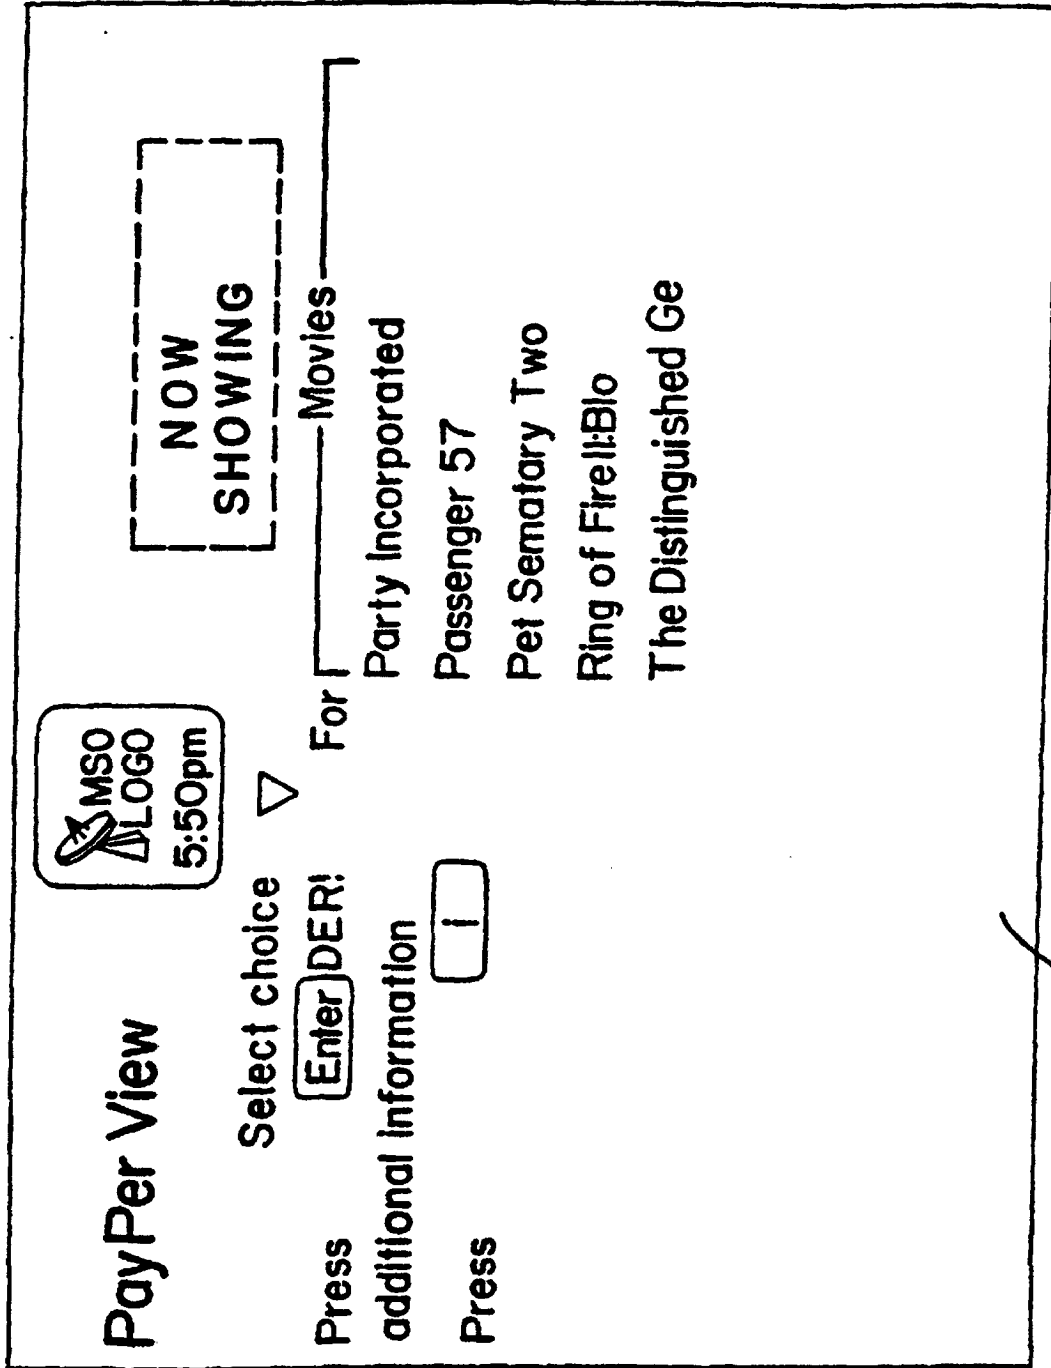 PayPer View
MSO
LOGO
5:50pm
NOW
SHOWING
Select choice
Press Enter DER! For
additional information
Press i
Movies
Party Incorporated
Passenger 57
Pet Sematary Two
Ring of Fire II:Blo
The Distinguished Ge